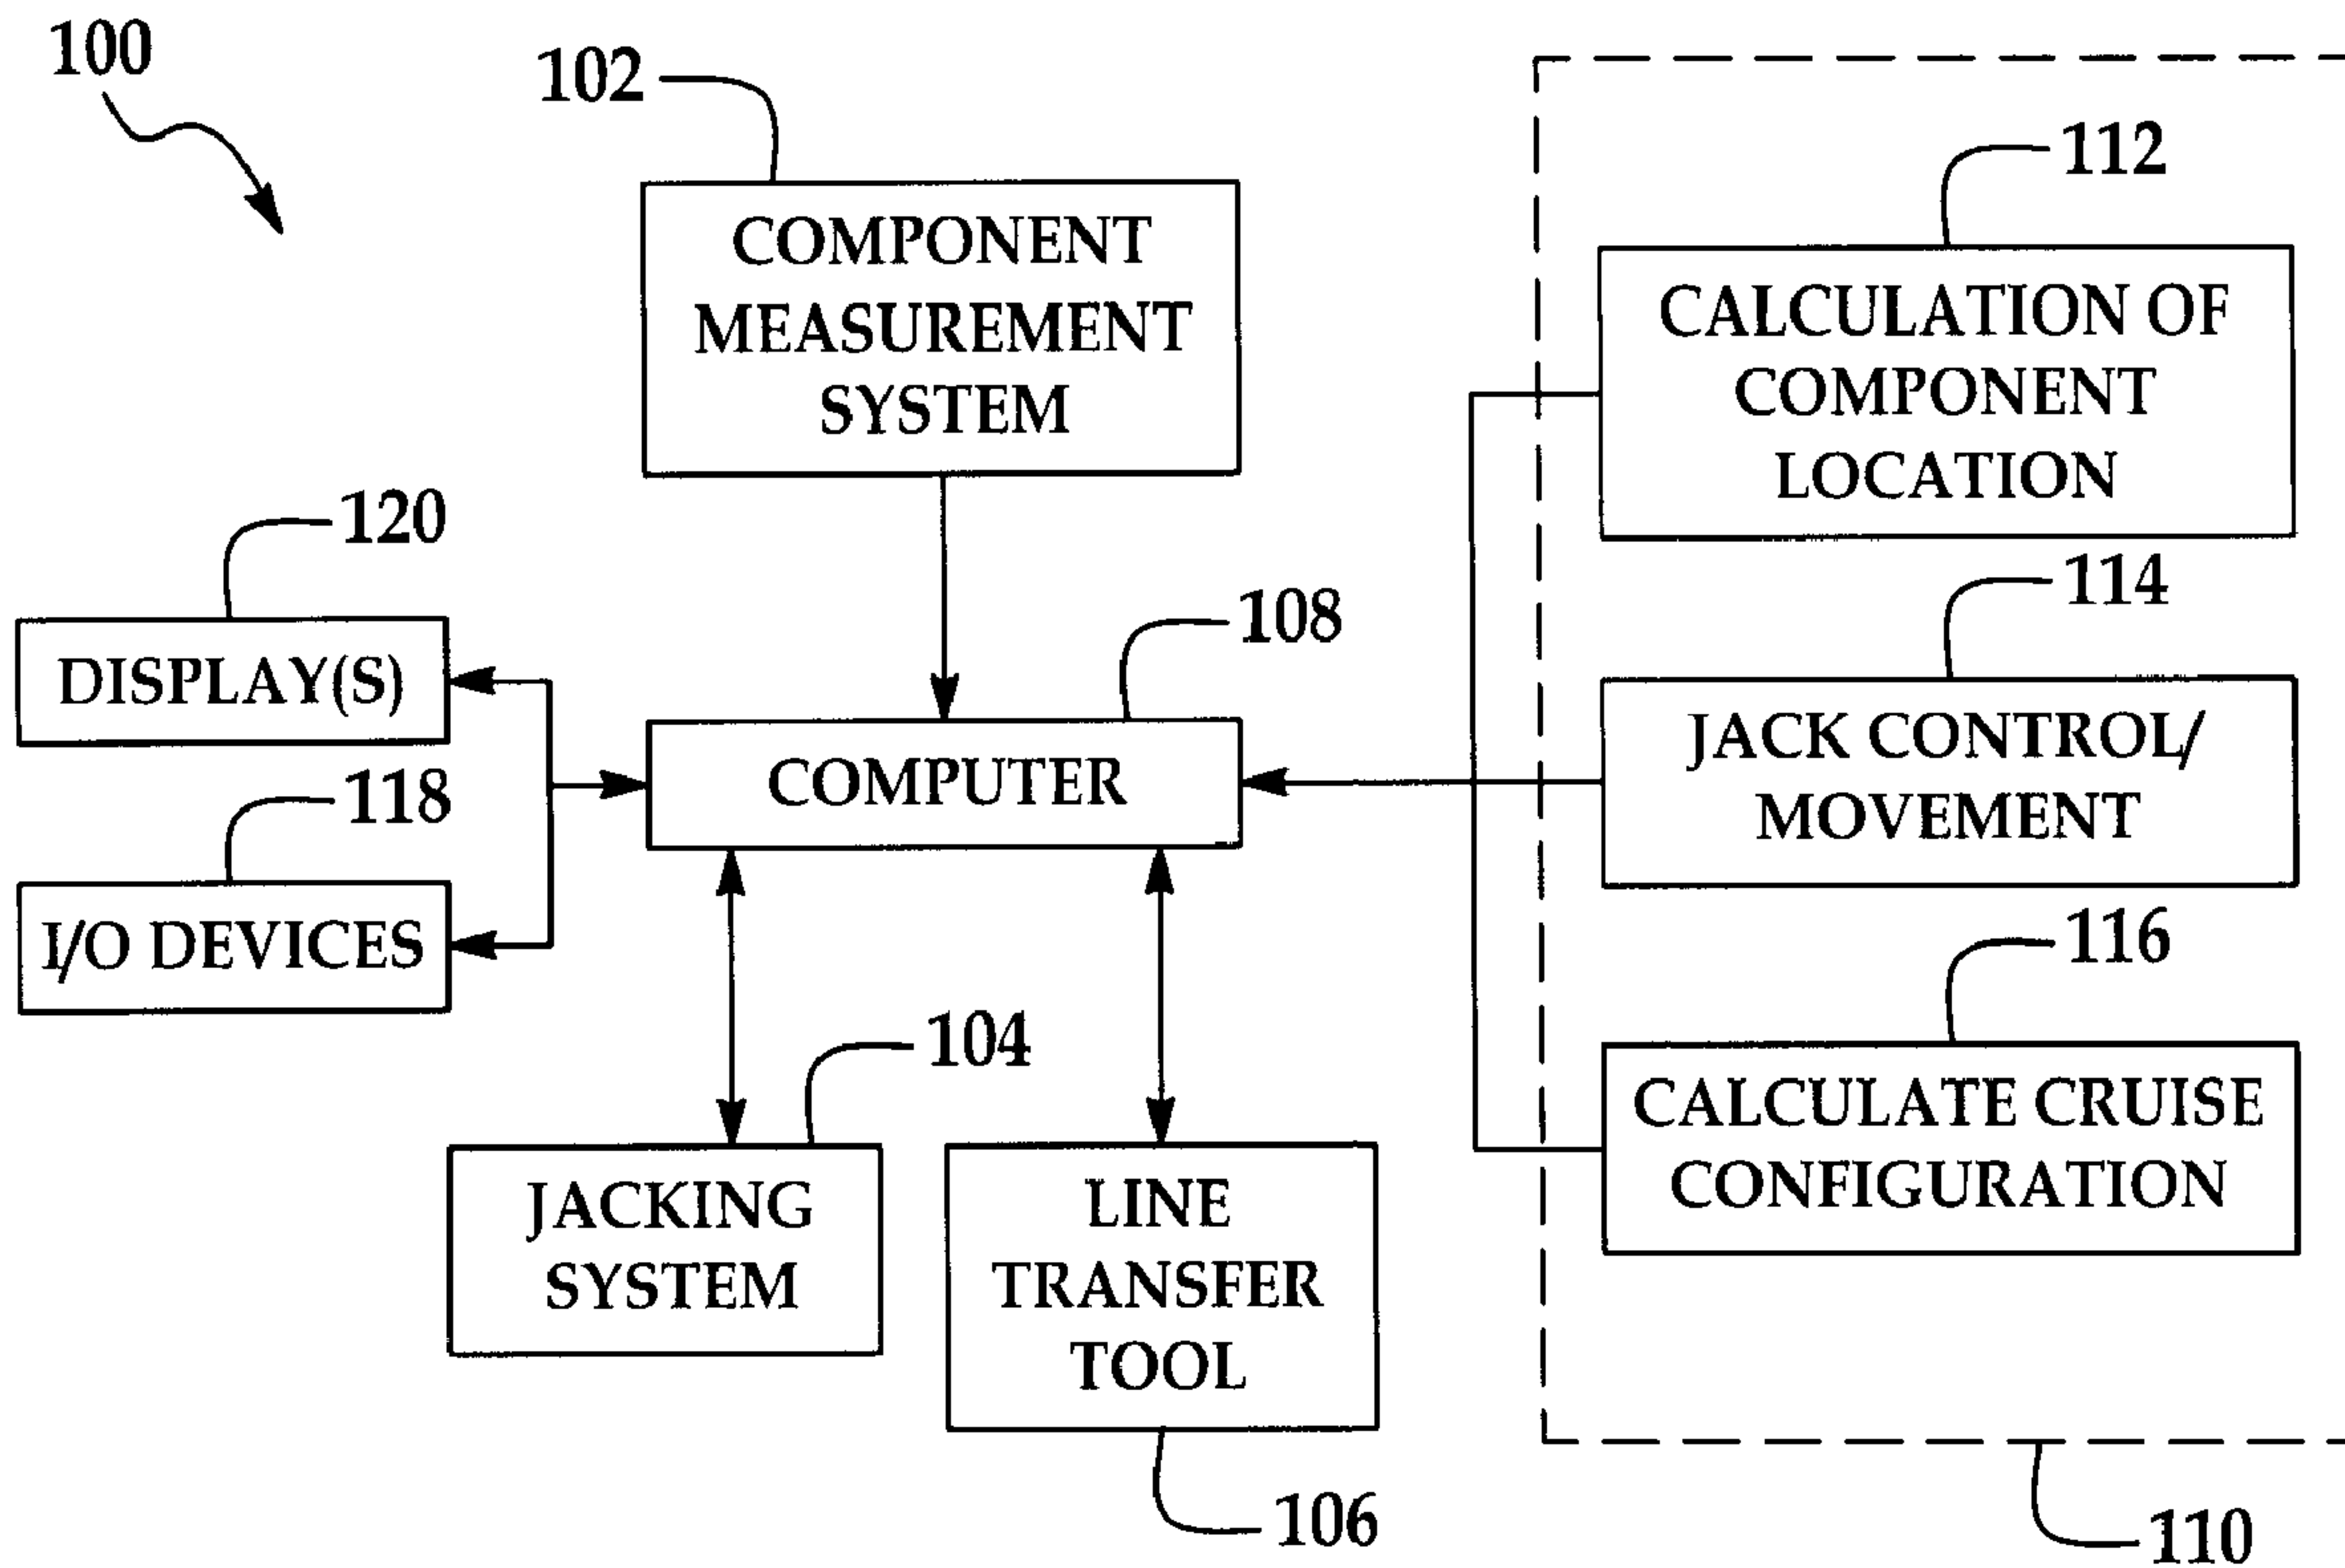 100
102
COMPONENT
MEASUREMENT
SYSTEM
112
CALCULATION OF
COMPONENT
LOCATION
120
DISPLAY(S)
108
COMPUTER
114
JACK CONTROL/
MOVEMENT
118
I/O DEVICES
116
CALCULATE CRUISE
CONFIGURATION
104
JACKING
SYSTEM
LINE
TRANSFER
TOOL
106
110